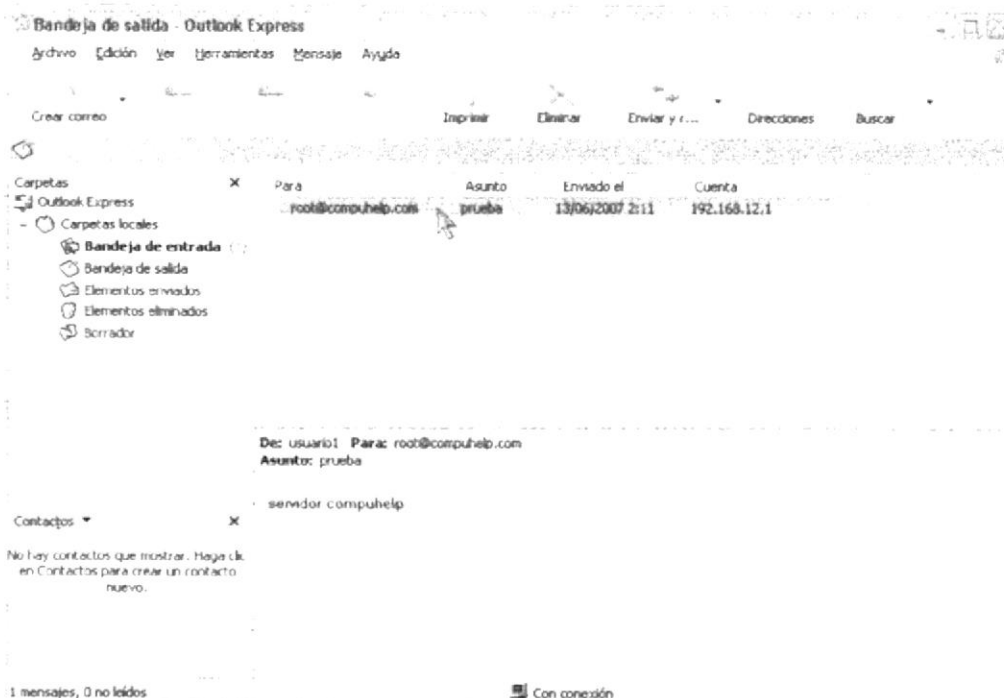 Bandeja de salida - Outlook Express
Archivo Edición Ver Herramientas Mensaje Ayuda
Crear correo Imprimir Eliminar Enviar y r... Direcciones Buscar
Carpetas × Para Asunto Enviado el Cuenta
Outlook Express
root@compuhelp.com prueba 13/06/2007 2:11 192.168.12.1
Carpetas locales
Bandeja de entrada
Bandeja de salida
Elementos enviados
Elementos eliminados
Borrador
De: usuario1 Para: root@compuhelp.com
Asunto: prueba
servidor compuhelp
Contactos ×
No hay contactos que mostrar. Haga clic
en Contactos para crear un contacto
nuevo.
1 mensajes, 0 no leídos Con conexión